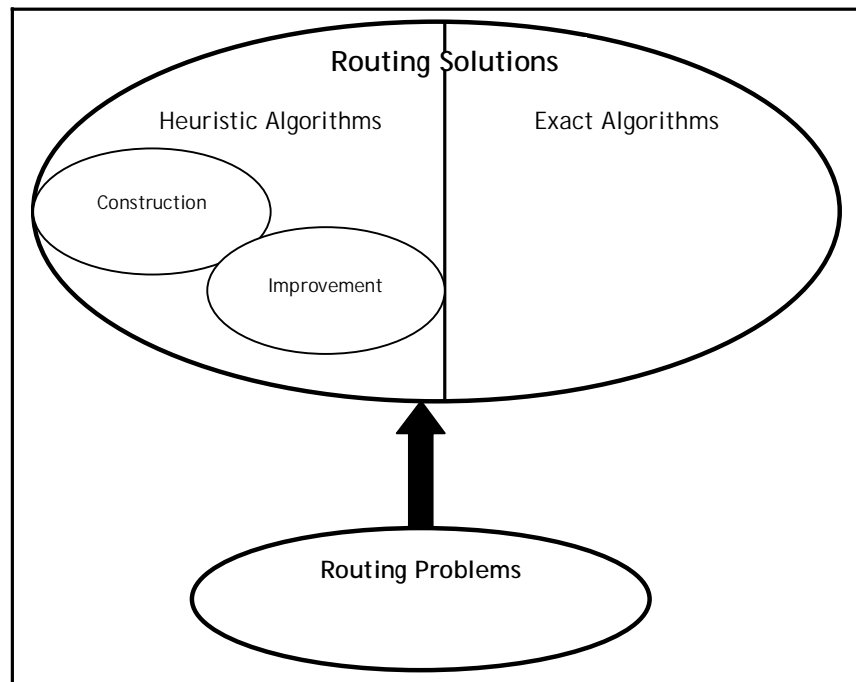 Routing Solutions
Heuristic Algorithms
Exact Algorithms
Construction
Improvement
Routing Problems